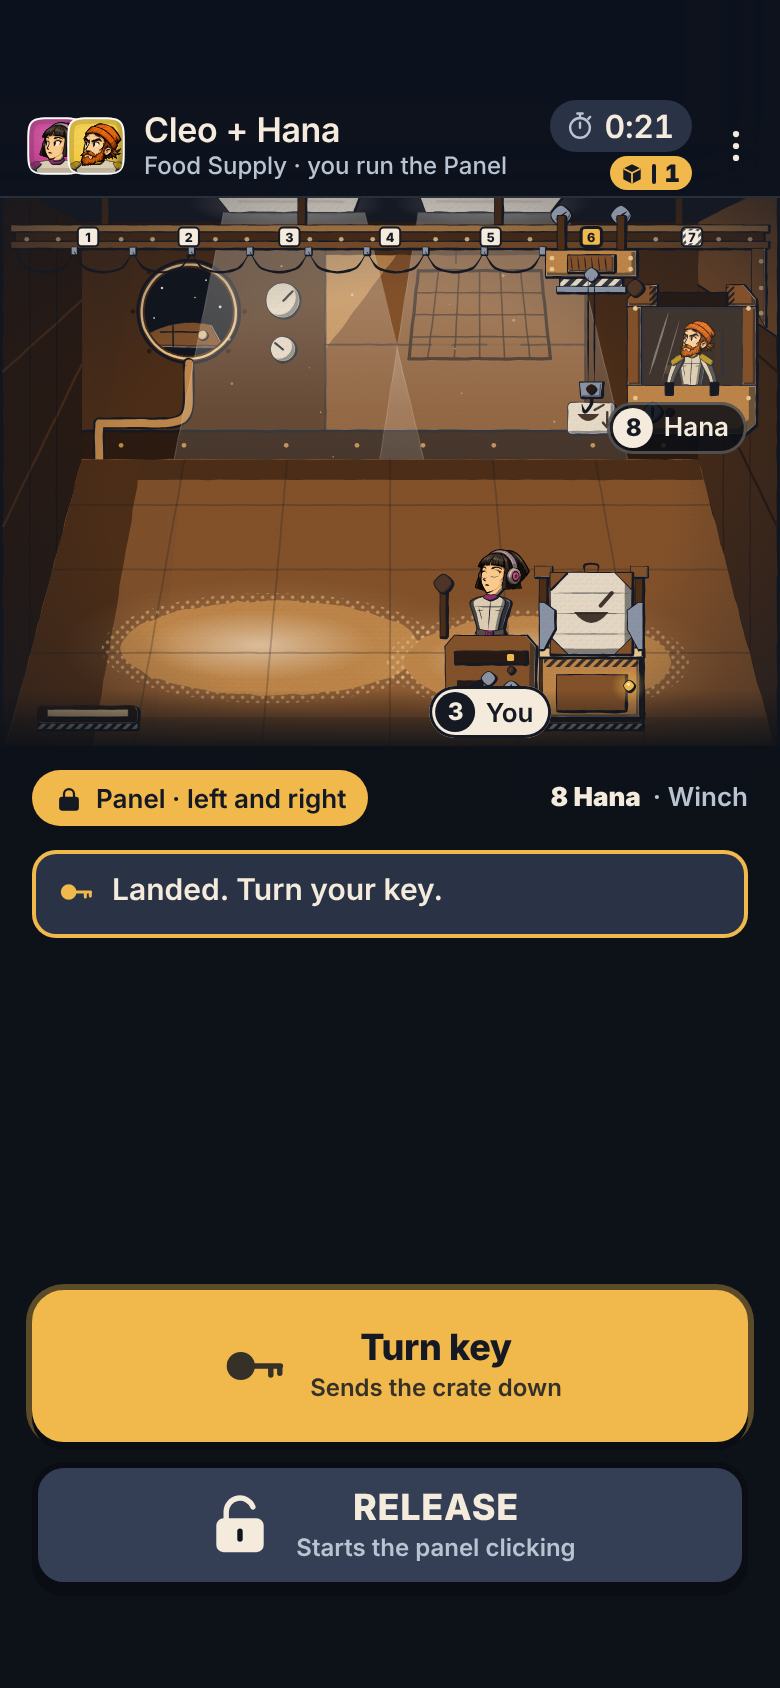 Cleo + Hana
Food Supply · you run the Panel
0:21
1
1 2 3 4 5 6 7
8 Hana
3 You
Panel · left and right
8 Hana · Winch
Landed. Turn your key.
Turn key
Sends the crate down
RELEASE
Starts the panel clicking